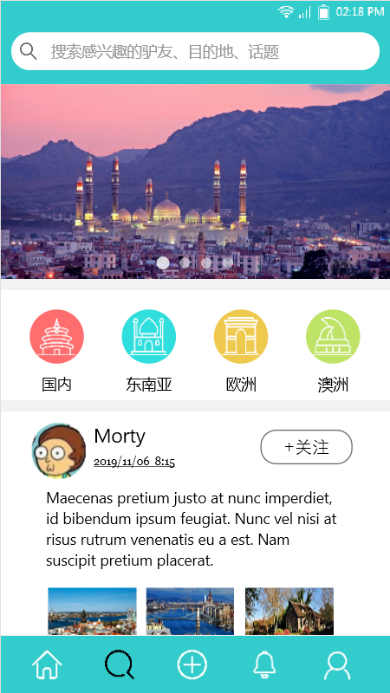 02:18 PM
搜索感兴趣的驴友、目的地、话题
国内
东南亚
欧洲
澳洲
Morty
2019/11/06 8:15
+关注
Maecenas pretium justo at nunc imperdiet,
id bibendum ipsum feugiat. Nunc vel nisi at
risus rutrum venenatis eu a est. Nam
suscipit pretium placerat.